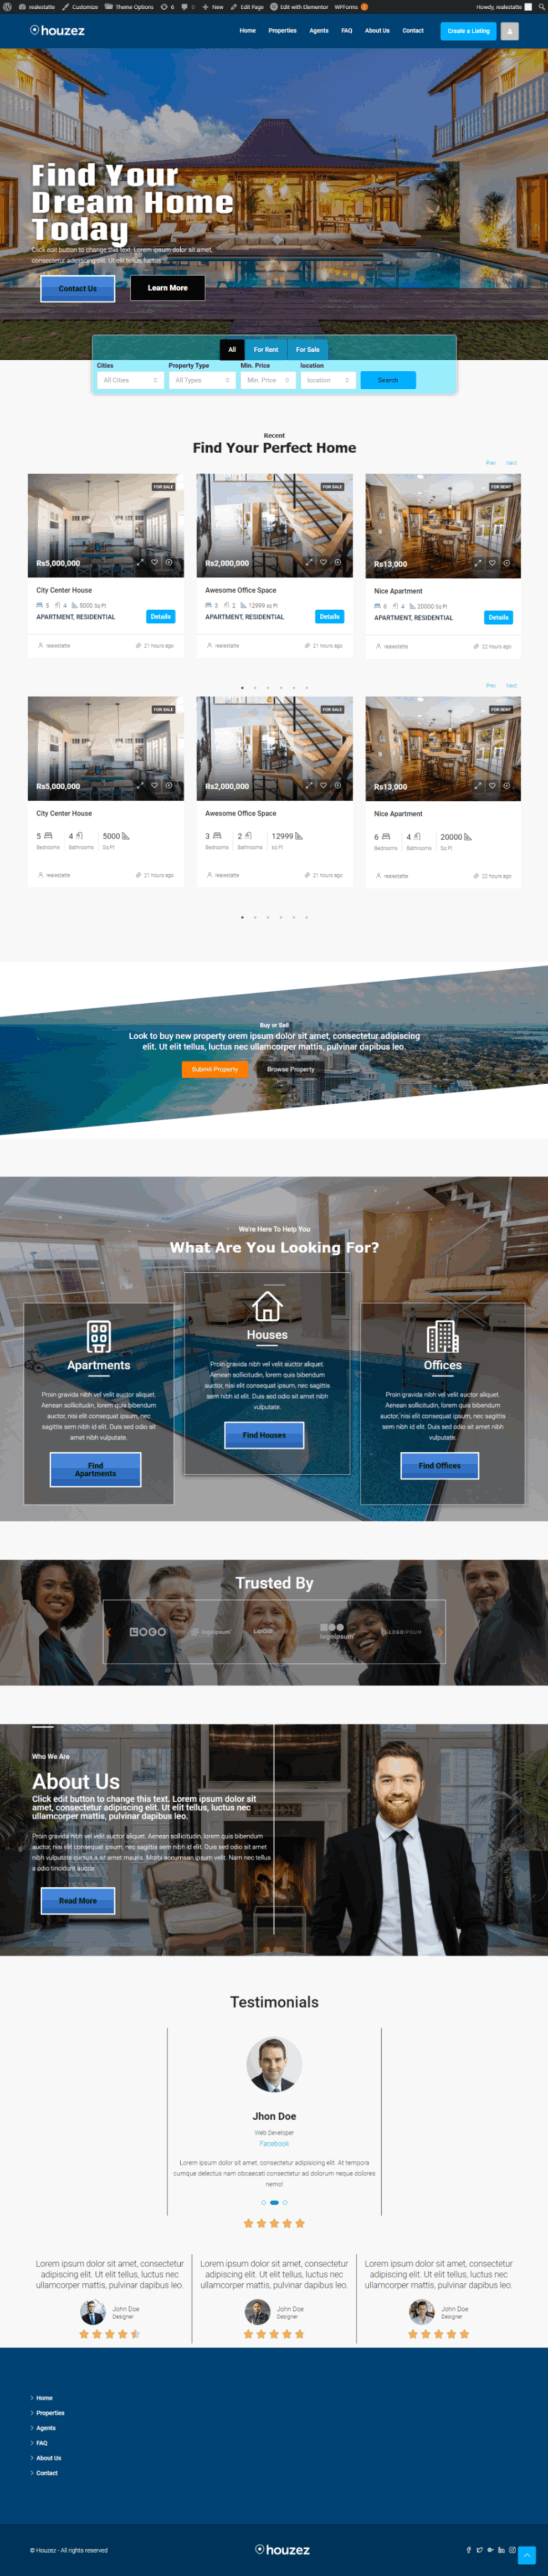 realestatte Customize Theme Options 6 0 New Edit Page Edit with Elementor WPForms Howdy, realestatte
houzez
Home Properties Agents FAQ About Us Contact Create a Listing
Find Your
Dream Home
Today
Click edit button to change this text. Lorem ipsum dolor sit amet,
consectetur adipiscing elit. Ut elit tellus, luctus
Contact Us Learn More
All For Rent For Sale
Cities Property Type Min. Price location
All Cities All Types Min. Price location Search
Recent
Find Your Perfect Home
Prev Next
FOR SALE FOR SALE FOR RENT
Rs5,000,000 Rs2,000,000 Rs13,000
City Center House Awesome Office Space Nice Apartment
5 4 5000 Sq Ft 3 2 12999 sq Ft 6 4 20000 Sq Ft
APARTMENT, RESIDENTIAL Details APARTMENT, RESIDENTIAL Details APARTMENT, RESIDENTIAL Details
realestatte 21 hours ago realestatte 21 hours ago realestatte 22 hours ago
Prev Next
FOR SALE FOR SALE FOR RENT
Rs5,000,000 Rs2,000,000 Rs13,000
City Center House Awesome Office Space Nice Apartment
5 4 5000 3 2 12999 6 4 20000
Bedrooms Bathrooms Sq Ft Bedrooms Bathrooms sq Ft Bedrooms Bathrooms Sq Ft
realestatte 21 hours ago realestatte 21 hours ago realestatte 22 hours ago
Buy or Sell
Look to buy new property orem ipsum dolor sit amet, consectetur adipiscing
elit. Ut elit tellus, luctus nec ullamcorper mattis, pulvinar dapibus leo.
Submit Property Browse Property
We're Here To Help You
What Are You Looking For?
Apartments
Proin gravida nibh vel velit auctor aliquet.
Aenean sollicitudin, lorem quis bibendum
auctor, nisi elit consequat ipsum, nec
sagittis sem nibh id elit. Duis sed odio sit
amet nibh vulputate.
Find
Apartments
Houses
Proin gravida nibh vel velit auctor aliquet.
Aenean sollicitudin, lorem quis bibendum
auctor, nisi elit consequat ipsum, nec sagittis
sem nibh id elit. Duis sed odio sit amet nibh
vulputate.
Find Houses
Offices
Proin gravida nibh vel velit auctor aliquet.
Aenean sollicitudin, lorem quis bibendum
auctor, nisi elit consequat ipsum, nec sagittis
sem nibh id elit. Duis sed odio sit amet nibh
vulputate.
Find Offices
Trusted By
LOGO logoipsum LOGO logoipsum LOGOIPSUM
Who We Are
About Us
Click edit button to change this text. Lorem ipsum dolor sit
amet, consectetur adipiscing elit. Ut elit tellus, luctus nec
ullamcorper mattis, pulvinar dapibus leo.
Proin gravida nibh vel velit auctor aliquet. Aenean sollicitudin, lorem quis bibendum
auctor, nisi elit consequat ipsum, nec sagittis sem nibh id elit. Duis sed odio sit amet
nibh vulputate cursus a sit amet mauris. Morbi accumsan ipsum velit. Nam nec tellus
a odio tincidunt auctor
Read More
Testimonials
Jhon Doe
Web Developer
Facebook
Lorem ipsum dolor sit amet, consectetur adipisicing elit. At tempora
cumque delectus nam obcaecati consectetur ad dolorum neque dolores
nemo!
Lorem ipsum dolor sit amet, consectetur
adipiscing elit. Ut elit tellus, luctus nec
ullamcorper mattis, pulvinar dapibus leo.
John Doe
Designer
Lorem ipsum dolor sit amet, consectetur
adipiscing elit. Ut elit tellus, luctus nec
ullamcorper mattis, pulvinar dapibus leo.
John Doe
Designer
Lorem ipsum dolor sit amet, consectetur
adipiscing elit. Ut elit tellus, luctus nec
ullamcorper mattis, pulvinar dapibus leo.
John Doe
Designer
Home
Properties
Agents
FAQ
About Us
Contact
© Houzez - All rights reserved houzez